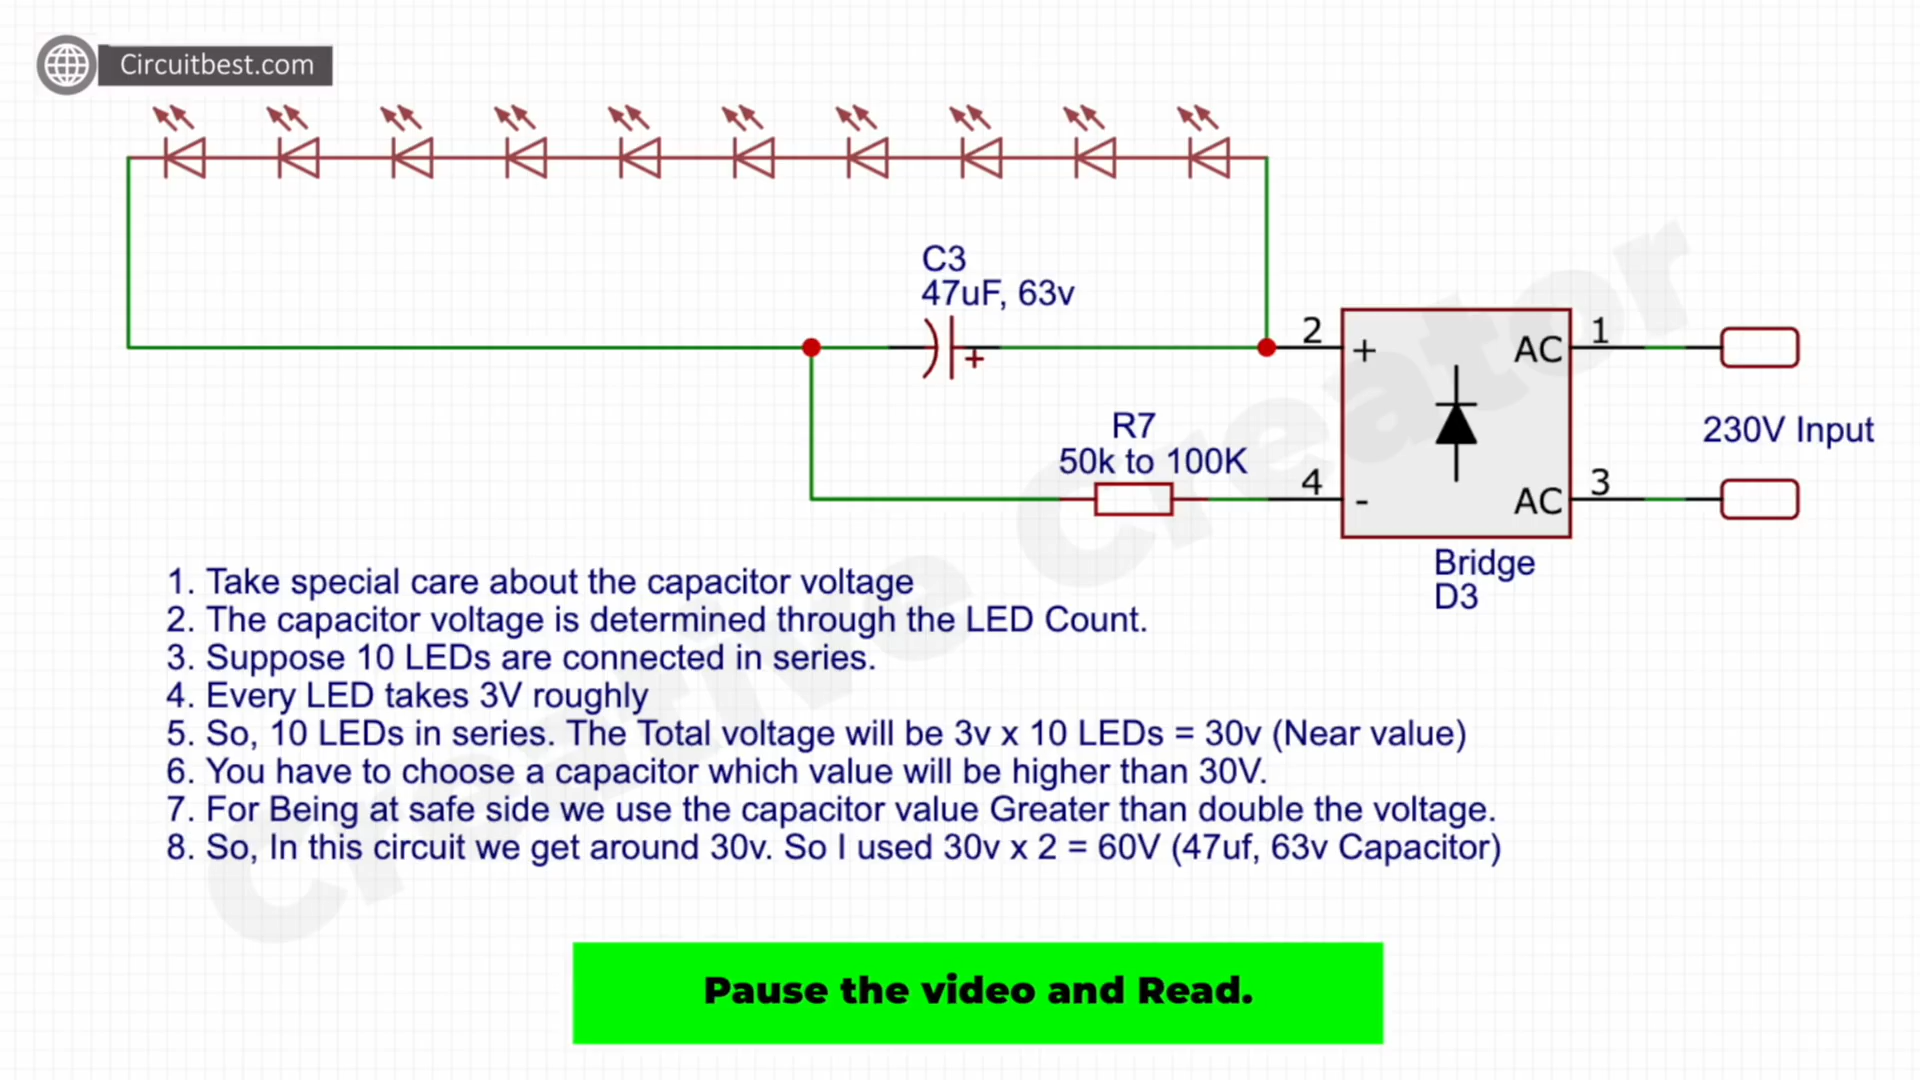 Circuitbest.com
C3
47uF, 63v
2
+
AC
1
+
230V Input
R7
50k to 100K
4
-
AC
3
Bridge
D3
1. Take special care about the capacitor voltage
2. The capacitor voltage is determined through the LED Count.
3. Suppose 10 LEDs are connected in series.
4. Every LED takes 3V roughly
5. So, 10 LEDs in series. The Total voltage will be 3v x 10 LEDs = 30v (Near value)
6. You have to choose a capacitor which value will be higher than 30V.
7. For Being at safe side we use the capacitor value Greater than double the voltage.
8. So, In this circuit we get around 30v. So I used 30v x 2 = 60V (47uf, 63v Capacitor)
Creative Creator
Pause the video and Read.